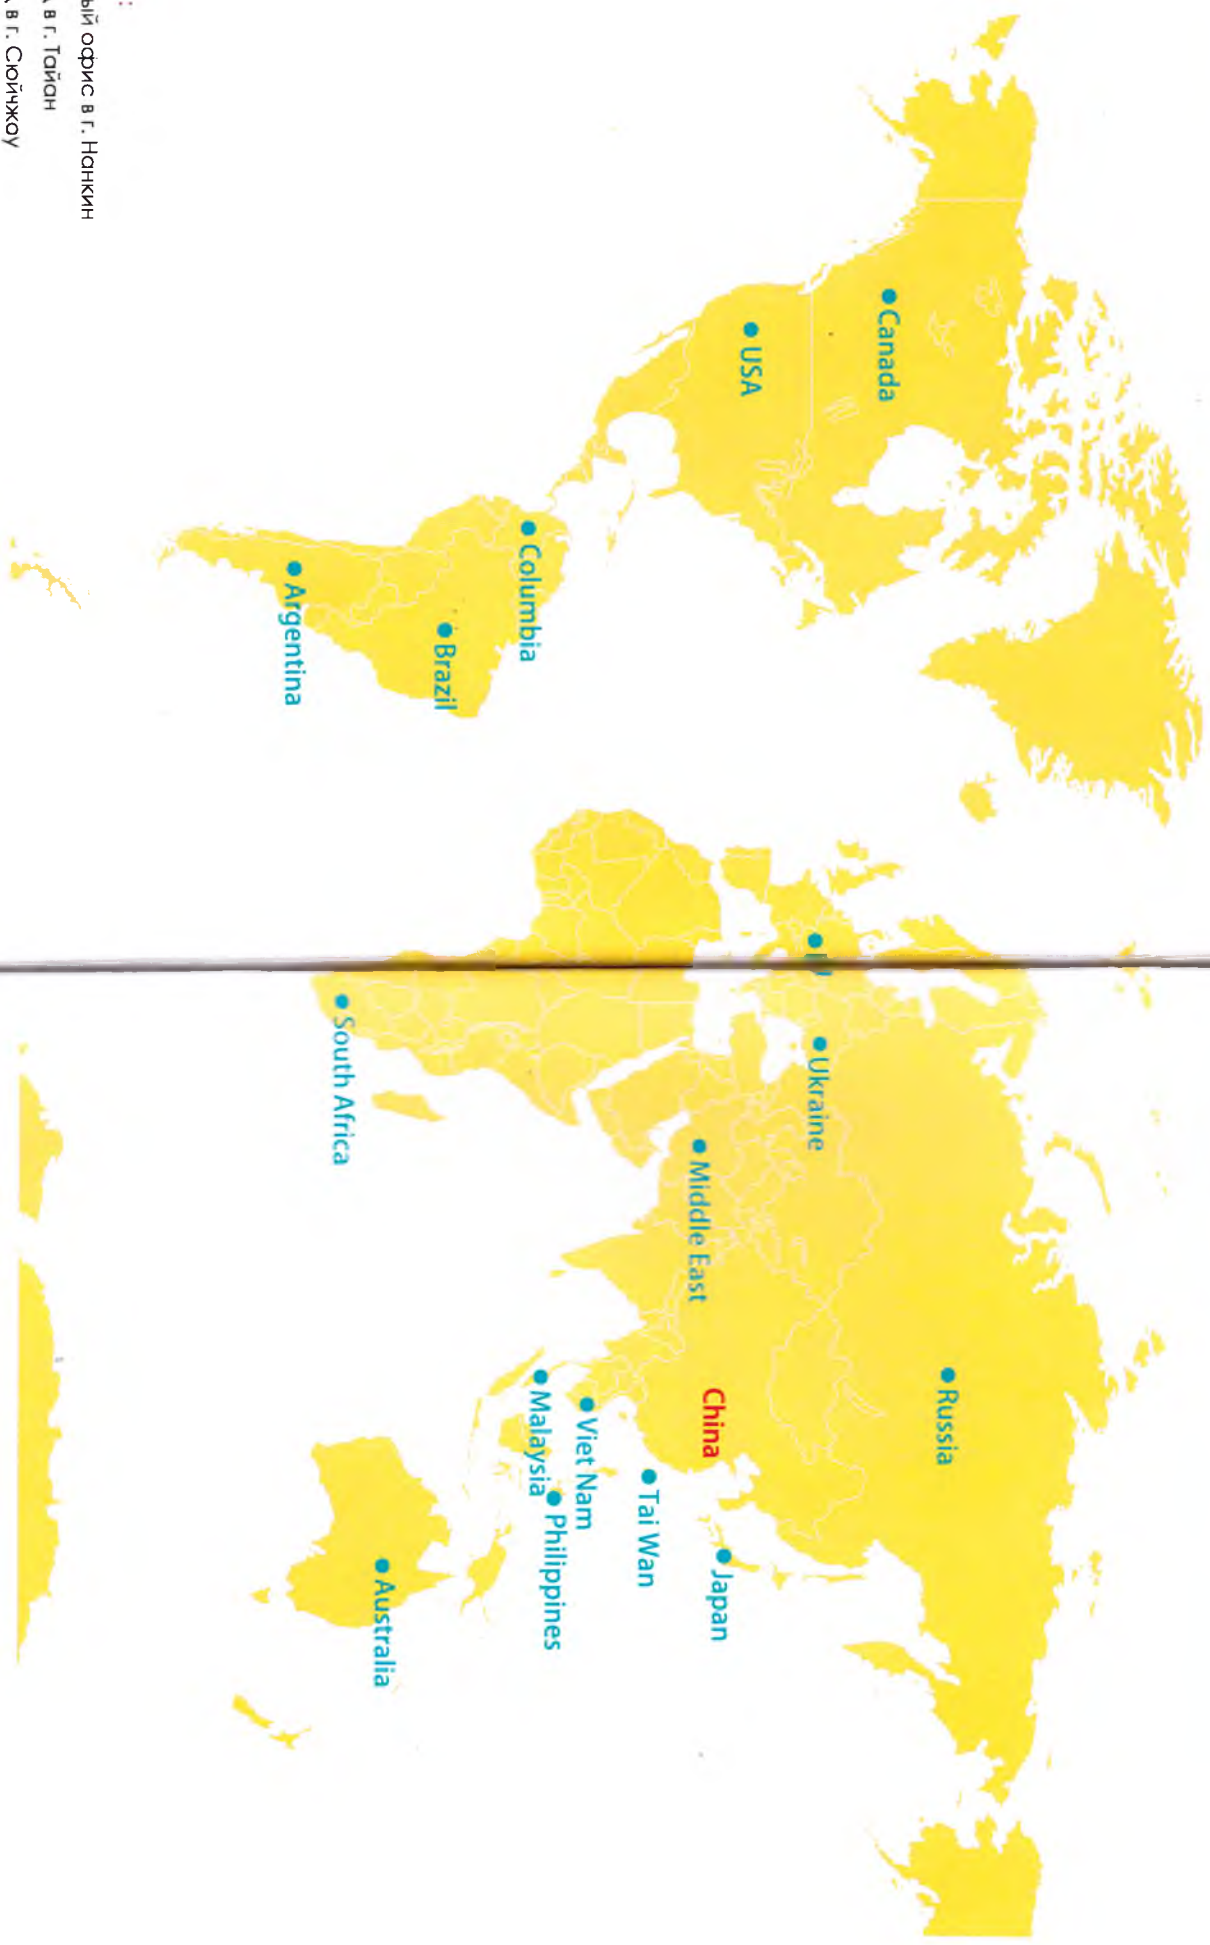 Canada
USA
Columbia
Brazil
Argentina
Ukraine
South Africa
Middle East
Russia
China
Japan
Tai Wan
Viet Nam
Malaysia
Philippines
Australia
:
ый офис в г. Нанкин
в г. Тайан
в г. Сюйчжоу